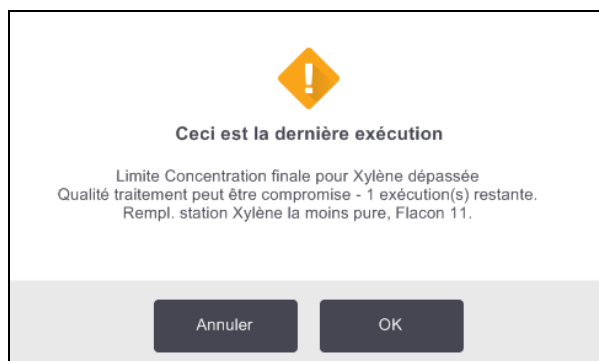 Ceci est la dernière exécution
Limite Concentration finale pour Xylène dépassée
Qualité traitement peut être compromise - 1 exécution(s) restante.
Rempl. station Xylène la moins pure, Flacon 11.
Annuler
OK